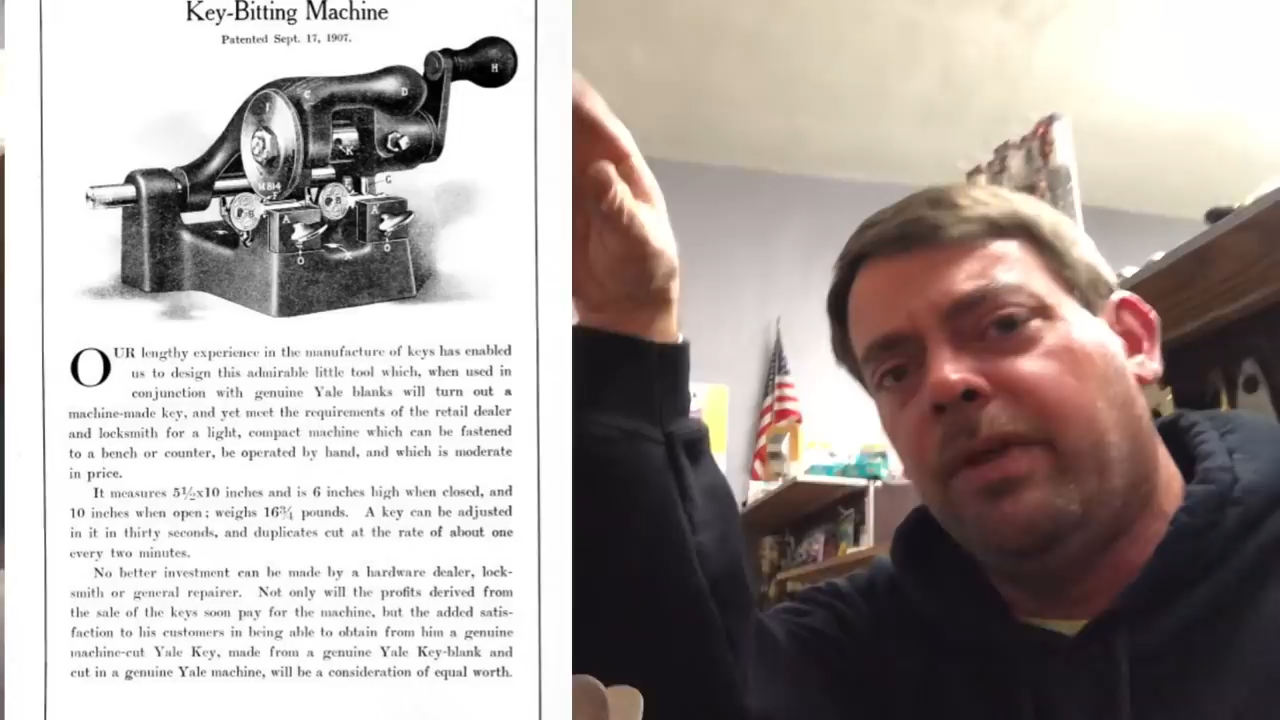 Key-Bitting Machine
Patented Sept. 17, 1907.
H
C
D
I
K
G
M 814
F
B
A
B
A
O
O
OUR lengthy experience in the manufacture of keys has enabled
us to design this admirable little tool which, when used in
conjunction with genuine Yale blanks will turn out a
machine-made key, and yet meet the requirements of the retail dealer
and locksmith for a light, compact machine which can be fastened
to a bench or counter, be operated by hand, and which is moderate
in price.
It measures 5½x10 inches and is 6 inches high when closed, and
10 inches when open; weighs 16¾ pounds. A key can be adjusted
in it in thirty seconds, and duplicates cut at the rate of about one
every two minutes.
No better investment can be made by a hardware dealer, lock-
smith or general repairer. Not only will the profits derived from
the sale of the keys soon pay for the machine, but the added satis-
faction to his customers in being able to obtain from him a genuine
machine-cut Yale Key, made from a genuine Yale Key-blank and
cut in a genuine Yale machine, will be a consideration of equal worth.